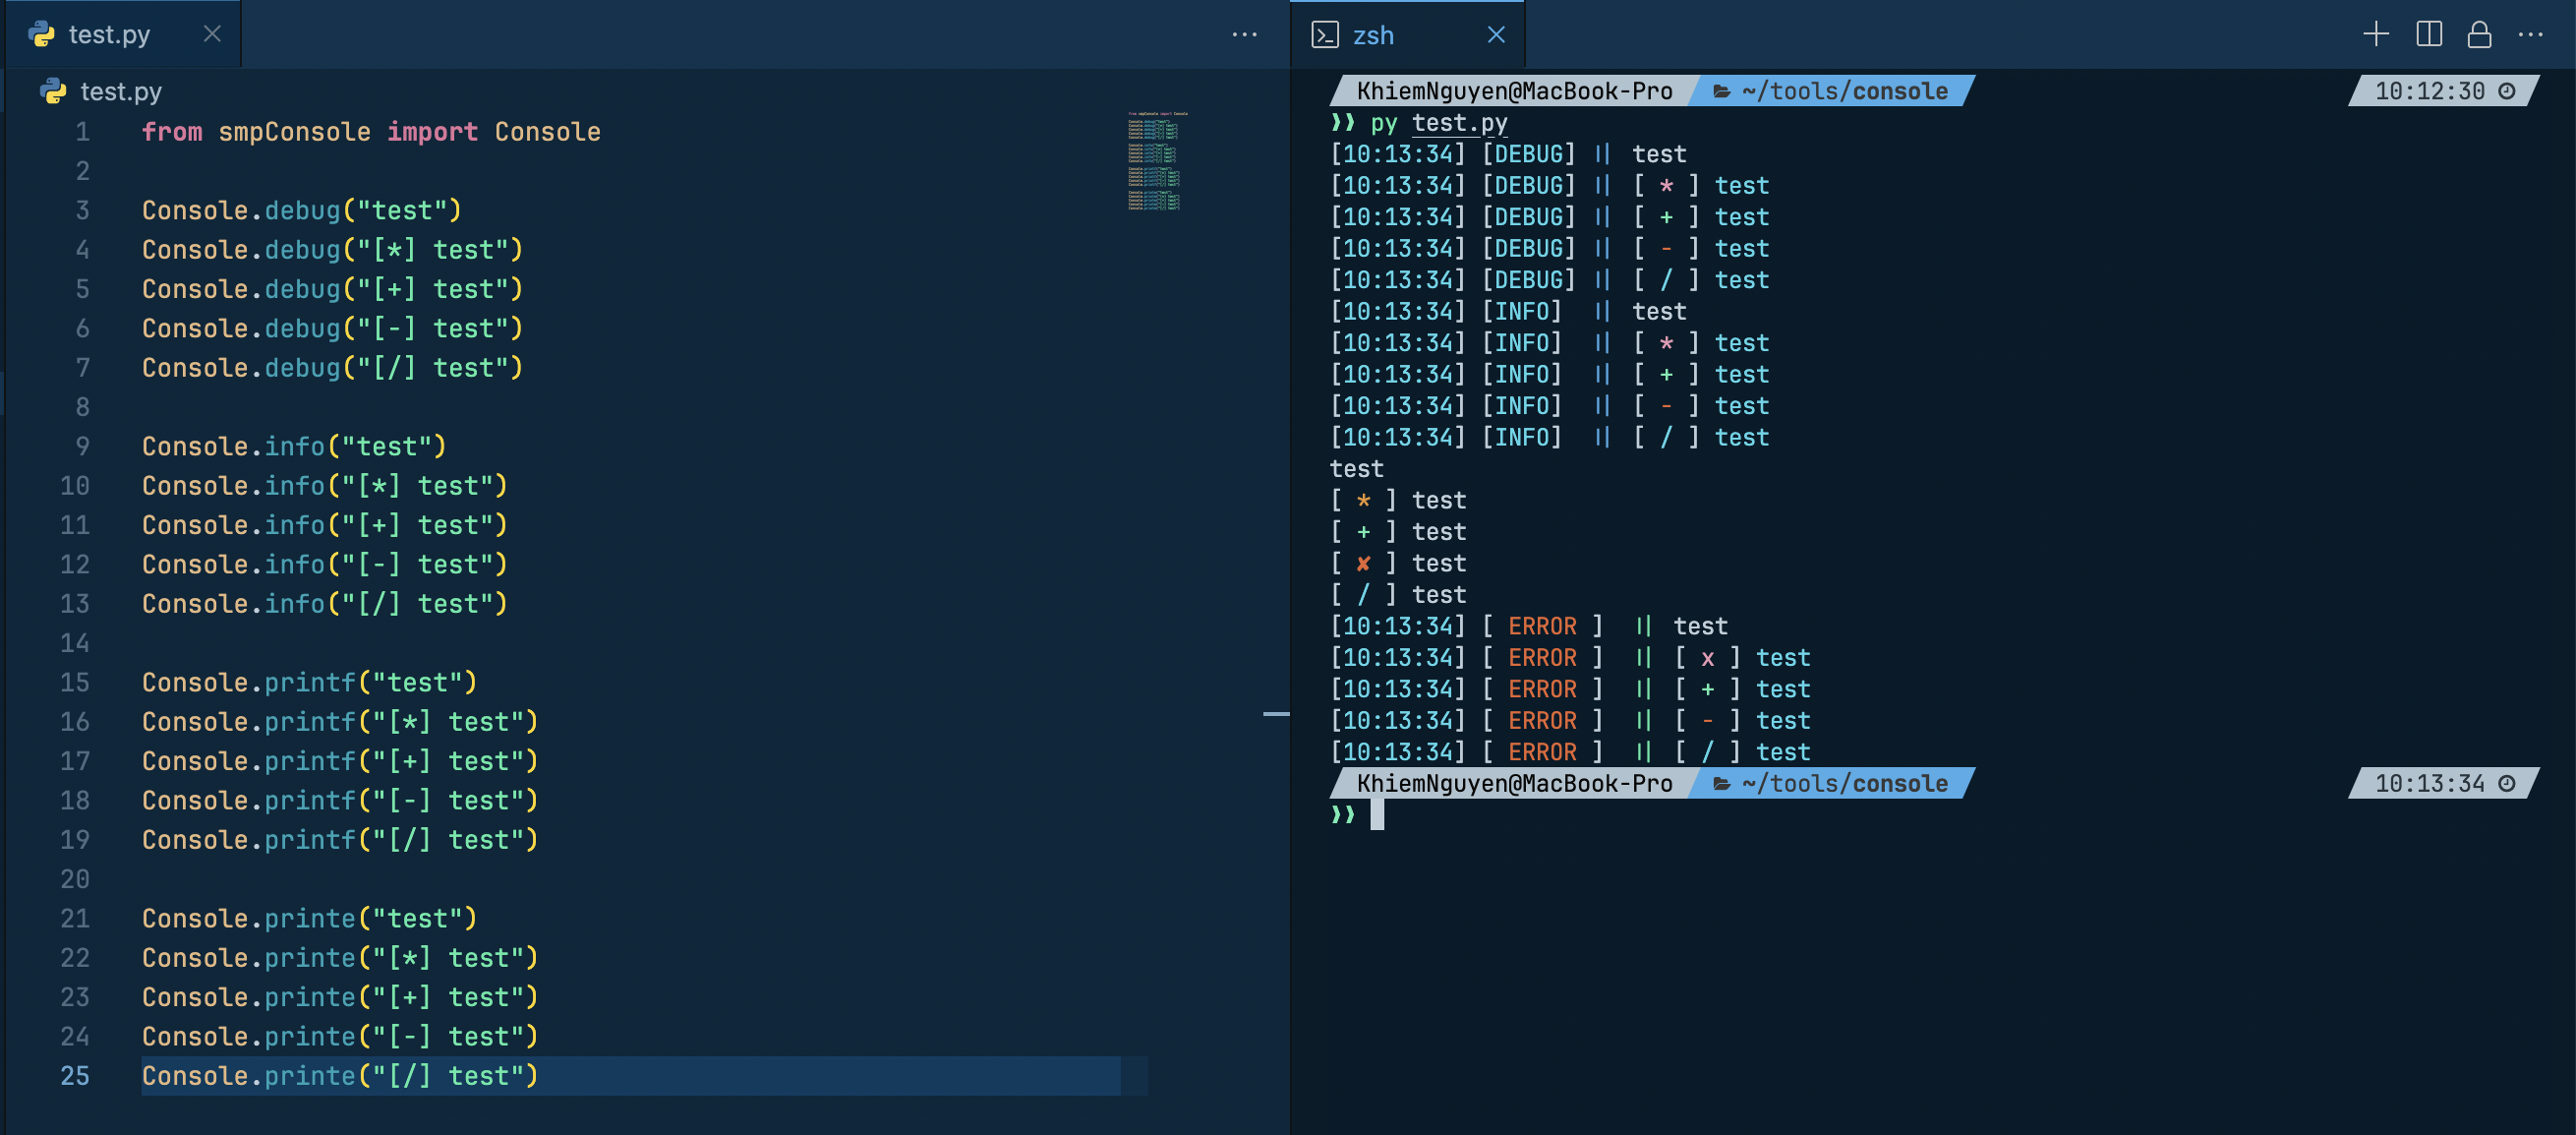 test.py
test.py
1 from smpConsole import Console
2
3 Console.debug("test")
4 Console.debug("[*] test")
5 Console.debug("[+] test")
6 Console.debug("[-] test")
7 Console.debug("[/] test")
8
9 Console.info("test")
10 Console.info("[*] test")
11 Console.info("[+] test")
12 Console.info("[-] test")
13 Console.info("[/] test")
14
15 Console.printf("test")
16 Console.printf("[*] test")
17 Console.printf("[+] test")
18 Console.printf("[-] test")
19 Console.printf("[/] test")
20
21 Console.printe("test")
22 Console.printe("[*] test")
23 Console.printe("[+] test")
24 Console.printe("[-] test")
25 Console.printe("[/] test")
zsh
KhiemNguyen@MacBook-Pro ~/tools/console 10:12:30
❯❯ py test.py
[10:13:34] [DEBUG] || test
[10:13:34] [DEBUG] || [ * ] test
[10:13:34] [DEBUG] || [ + ] test
[10:13:34] [DEBUG] || [ - ] test
[10:13:34] [DEBUG] || [ / ] test
[10:13:34] [INFO] || test
[10:13:34] [INFO] || [ * ] test
[10:13:34] [INFO] || [ + ] test
[10:13:34] [INFO] || [ - ] test
[10:13:34] [INFO] || [ / ] test
test
[ * ] test
[ + ] test
[ ✘ ] test
[ / ] test
[10:13:34] [ ERROR ] || test
[10:13:34] [ ERROR ] || [ x ] test
[10:13:34] [ ERROR ] || [ + ] test
[10:13:34] [ ERROR ] || [ - ] test
[10:13:34] [ ERROR ] || [ / ] test
KhiemNguyen@MacBook-Pro ~/tools/console 10:13:34
❯❯